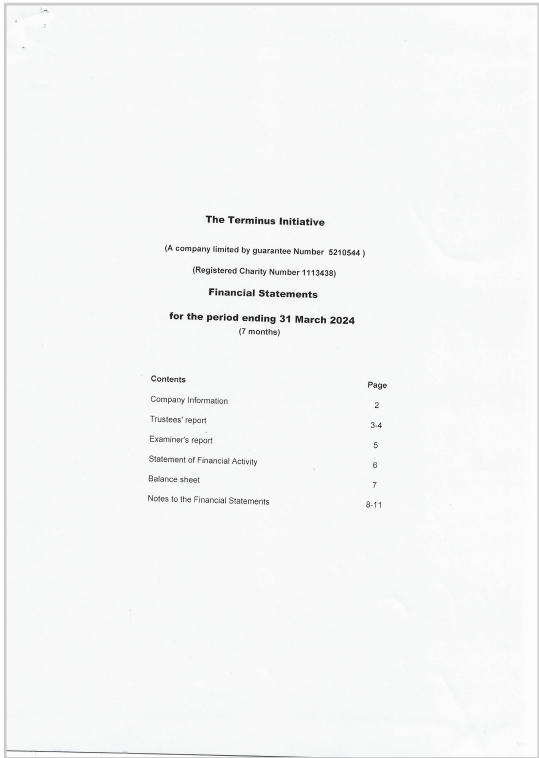 The Terminus Initiative
(A company limited by guarantee Number 5210544 )
(Registered Charity Number 1113438)
Financial Statements
for the period ending 31 March 2024
(7 months)
Contents Page
Company Information 2
Trustees' report 3-4
Examiner's report 5
Statement of Financial Activity 6
Balance sheet 7
Notes to the Financial Statements 8-11